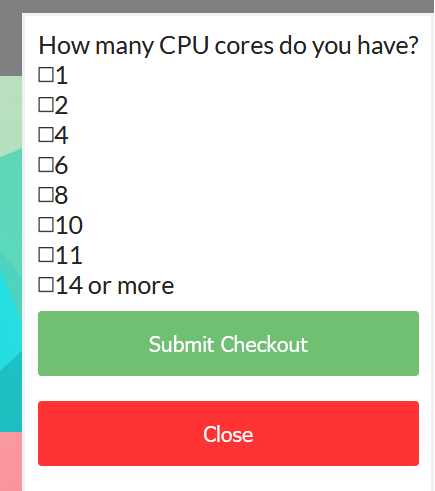 How many CPU cores do you have?
☐1
☐2
☐4
☐6
☐8
☐10
☐11
☐14 or more
Submit Checkout
Close